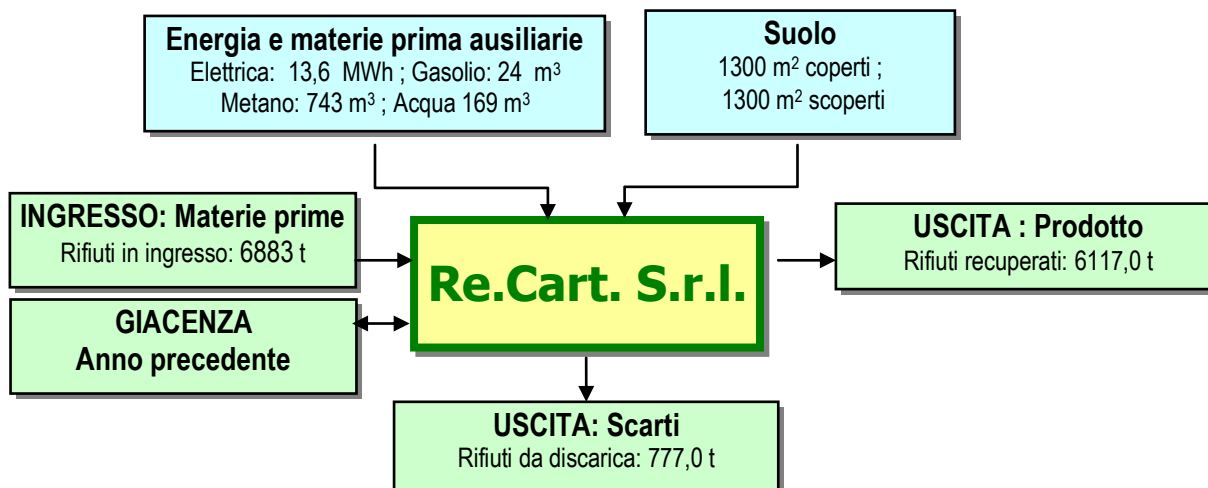 Energia e materie prima ausiliarie
Elettrica: 13,6 MWh ; Gasolio: 24 m³
Metano: 743 m³ ; Acqua 169 m³
Suolo
1300 m² coperti ;
1300 m² scoperti
INGRESSO: Materie prime
Rifiuti in ingresso: 6883 t
GIACENZA
Anno precedente
Re.Cart. S.r.l.
USCITA : Prodotto
Rifiuti recuperati: 6117,0 t
USCITA: Scarti
Rifiuti da discarica: 777,0 t